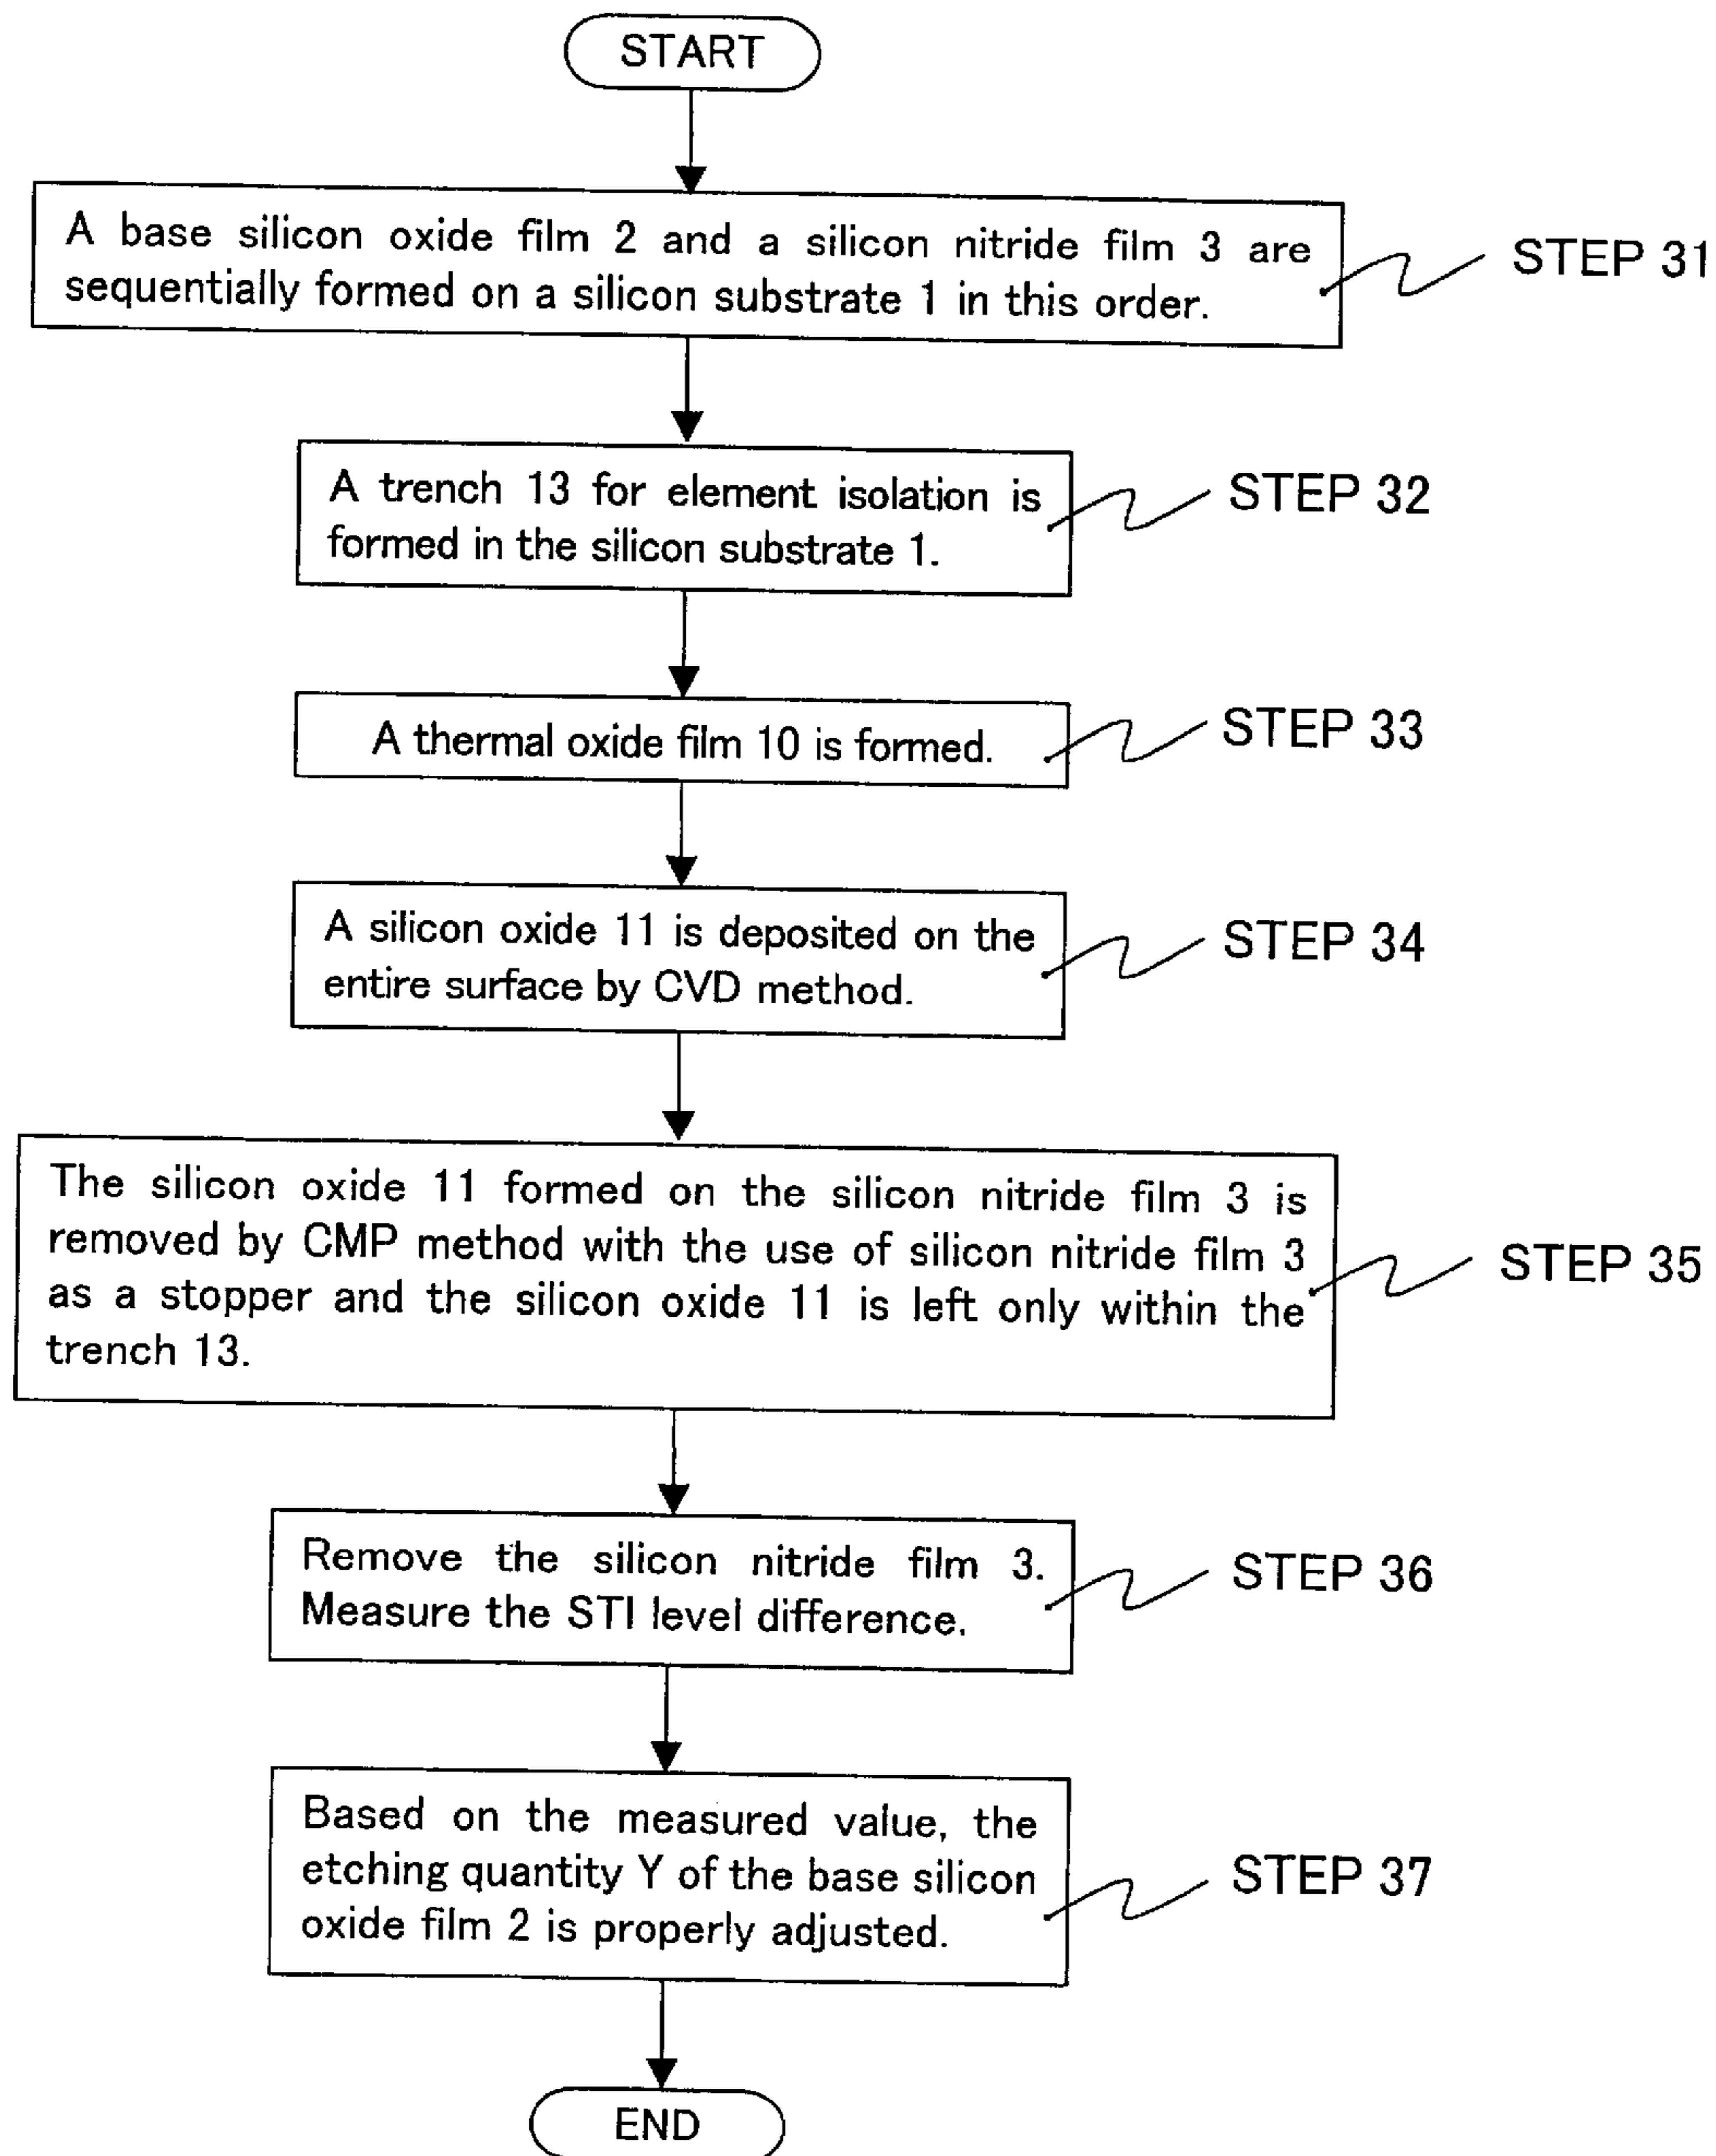 START
A base silicon oxide film 2 and a silicon nitride film 3 are
sequentially formed on a silicon substrate 1 in this order.
STEP 31
A trench 13 for element isolation is
formed in the silicon substrate 1.
STEP 32
A thermal oxide film 10 is formed.
STEP 33
A silicon oxide 11 is deposited on the
entire surface by CVD method.
STEP 34
The silicon oxide 11 formed on the silicon nitride film 3 is
removed by CMP method with the use of silicon nitride film 3
as a stopper and the silicon oxide 11 is left only within the
trench 13.
STEP 35
Remove the silicon nitride film 3.
Measure the STI level difference.
STEP 36
Based on the measured value, the
etching quantity Y of the base silicon
oxide film 2 is properly adjusted.
STEP 37
END